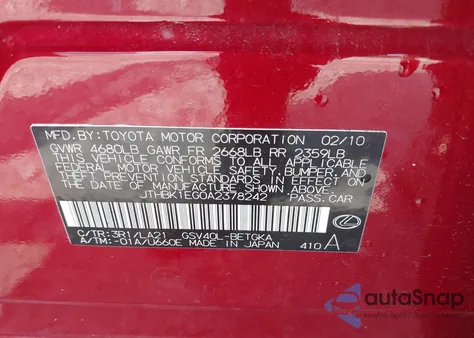 MFD.BY:TOYOTA MOTOR CORPORATION 02/10
GVWR 4680LB GAWR FR 2668LB RR 2359LB
THIS VEHICLE CONFORMS TO ALL APPLICABLE
FEDERAL MOTOR VEHICLE SAFETY, BUMPER, AND
THEFT PREVENTION STANDARDS IN EFFECT ON
THE DATE OF MANUFACTURE SHOWN ABOVE.
JTHBK1EG0A2378242 PASS.CAR
C/TR:3R1/LA21 GSV40L-BETGKA
A/TM:-01A/U660E MADE IN JAPAN 410 A
autaSnap